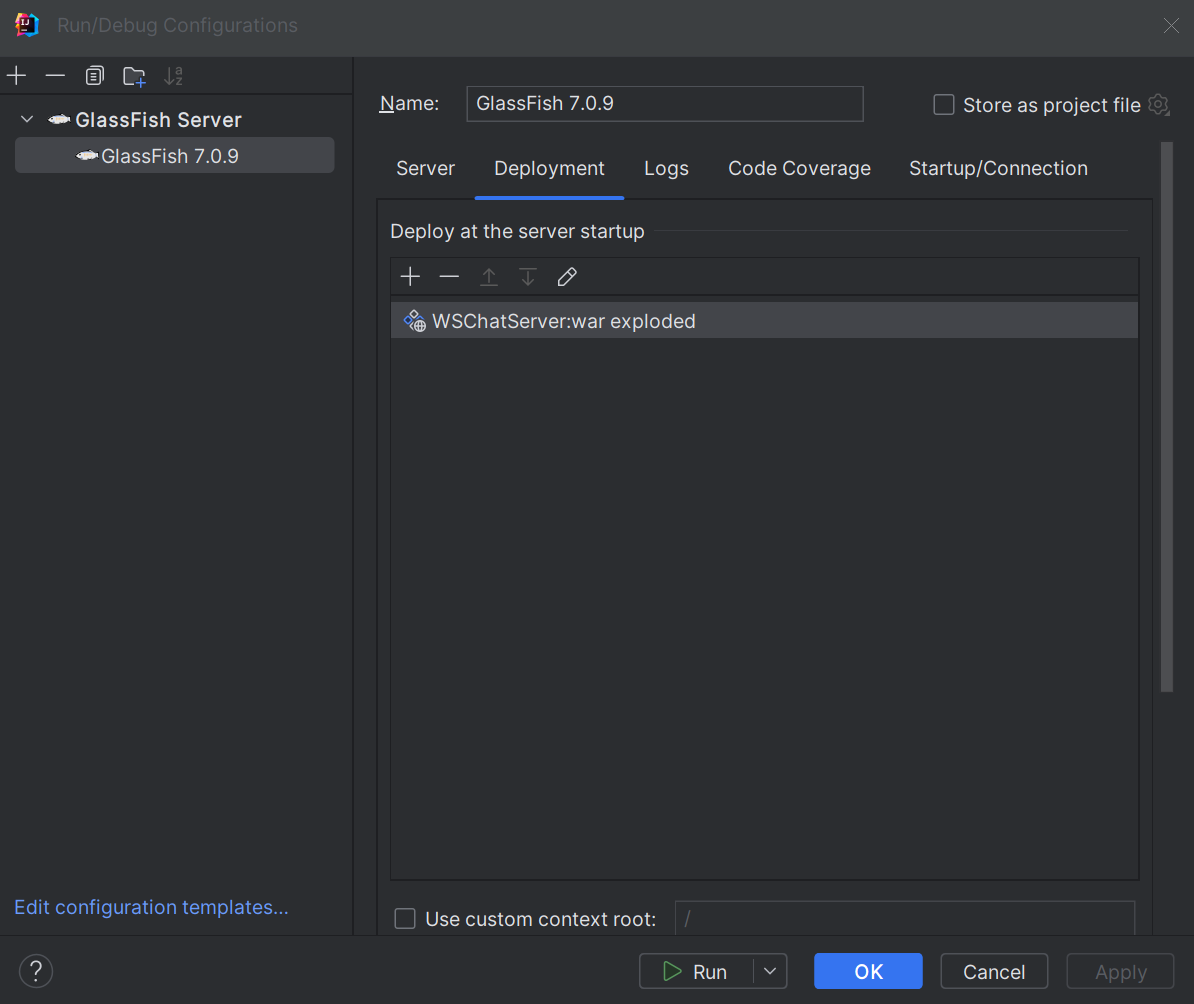 Run/Debug Configurations
Name: GlassFish 7.0.9 Store as project file
GlassFish Server
GlassFish 7.0.9
Server Deployment Logs Code Coverage Startup/Connection
Deploy at the server startup
WSChatServer:war exploded
Edit configuration templates...
Use custom context root: /
? Run OK Cancel Apply